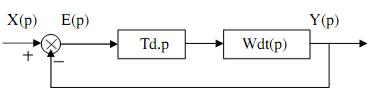 X(p) E(p) Y(p)
Td.p Wdt(p)
+ −